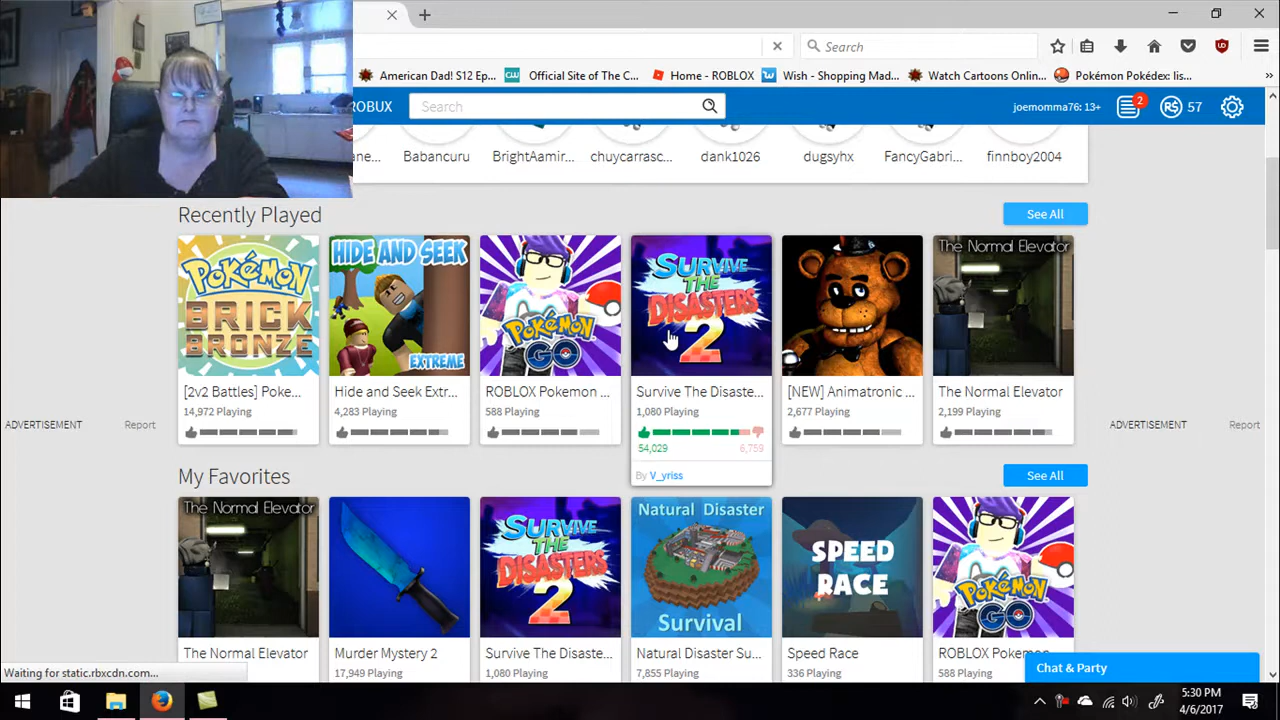 American Dad! S12 Ep... Official Site of The C... Home - ROBLOX Wish - Shopping Mad... Watch Cartoons Onlin... Pokémon Pokédex: lis... »
Search
ROBUX Search joemomma76: 13+ 2 R$ 57
ne... Babancuru BrightAamir... chuycarrasc... dank1026 dugsyhx FancyGabri... finnboy2004
Recently Played See All
POKéMON BRICK BRONZE
HIDE AND SEEK EXTREME
POKéMON GO
SURVIVE THE DISASTERS 2
The Normal Elevator
[2v2 Battles] Poke... Hide and Seek Extr... ROBLOX Pokemon ... Survive The Disaste... [NEW] Animatronic ... The Normal Elevator
14,972 Playing 4,283 Playing 588 Playing 1,080 Playing 2,677 Playing 2,199 Playing
ADVERTISEMENT Report ADVERTISEMENT Report
54,029 6,759
By V_yriss
My Favorites See All
The Normal Elevator
SURVIVE THE DISASTERS 2
Natural Disaster Survival
SPEED RACE
POKéMON GO
The Normal Elevator Murder Mystery 2 Survive The Disaste... Natural Disaster Su... Speed Race ROBLOX Pokemon
17,949 Playing 1,080 Playing 7,855 Playing 336 Playing 588 Playing
Chat & Party
Waiting for static.rbxcdn.com...
5:30 PM
4/6/2017